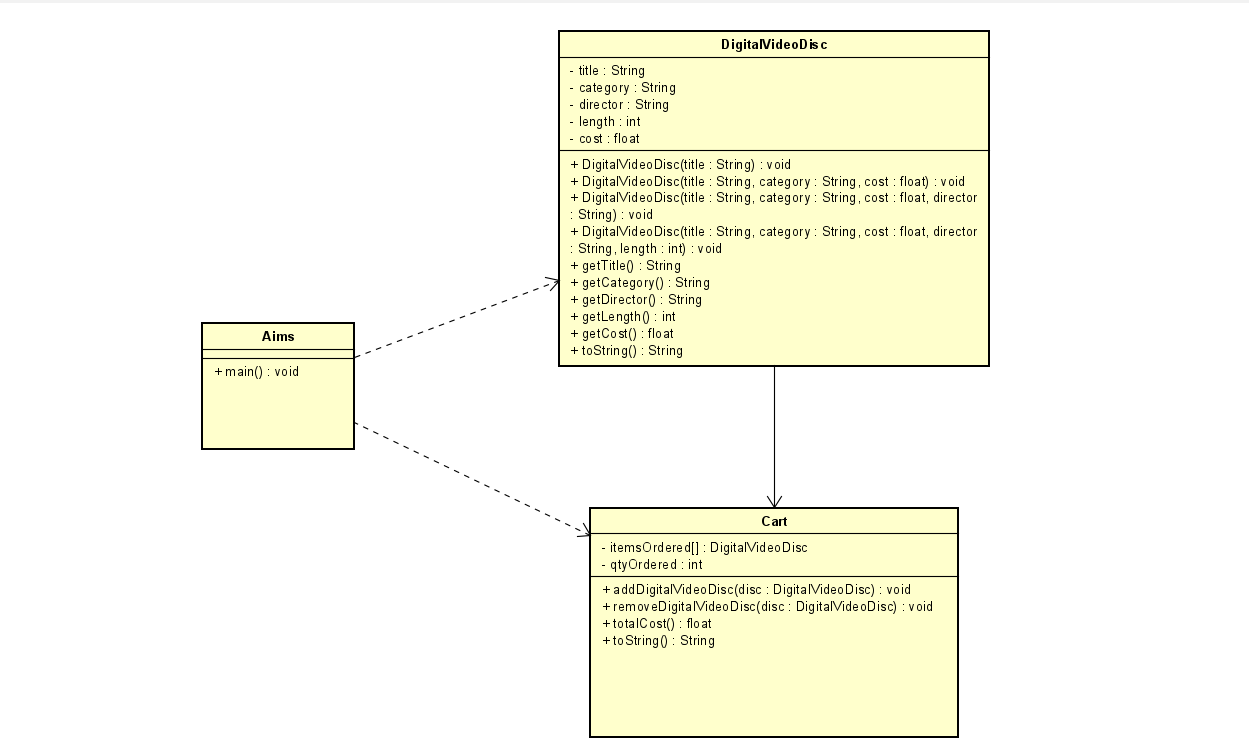 DigitalVideoDisc
- title : String
- category : String
- director : String
- length : int
- cost : float
+ DigitalVideoDisc(title : String) : void
+ DigitalVideoDisc(title : String, category : String, cost : float) : void
+ DigitalVideoDisc(title : String, category : String, cost : float, director
: String) : void
+ DigitalVideoDisc(title : String, category : String, cost : float, director
: String, length : int) : void
+ getTitle() : String
+ getCategory() : String
+ getDirector() : String
+ getLength() : int
+ getCost() : float
+ toString() : String
Aims
+ main() : void
Cart
- itemsOrdered[] : DigitalVideoDisc
- qtyOrdered : int
+ addDigitalVideoDisc(disc : DigitalVideoDisc) : void
+ removeDigitalVideoDisc(disc : DigitalVideoDisc) : void
+ totalCost() : float
+ toString() : String